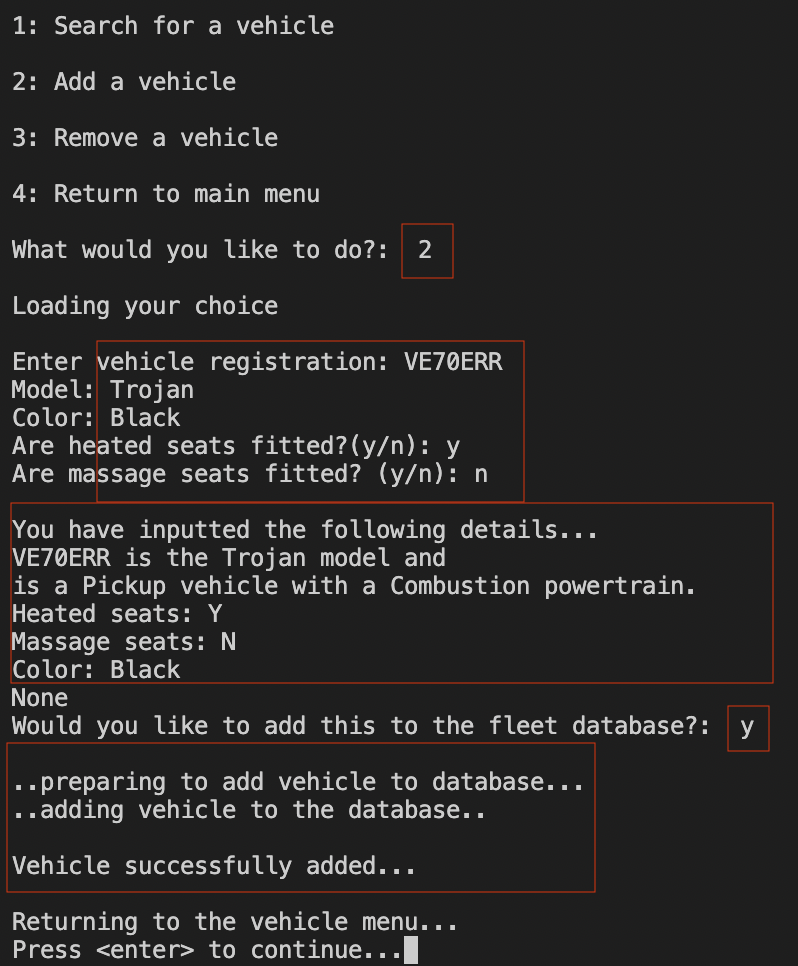 1: Search for a vehicle
2: Add a vehicle
3: Remove a vehicle
4: Return to main menu
What would you like to do?: 2
Loading your choice
Enter vehicle registration: VE70ERR
Model: Trojan
Color: Black
Are heated seats fitted?(y/n): y
Are massage seats fitted? (y/n): n
You have inputted the following details...
VE70ERR is the Trojan model and
is a Pickup vehicle with a Combustion powertrain.
Heated seats: Y
Massage seats: N
Color: Black
None
Would you like to add this to the fleet database?: y
..preparing to add vehicle to database...
..adding vehicle to the database..
Vehicle successfully added...
Returning to the vehicle menu...
Press <enter> to continue...